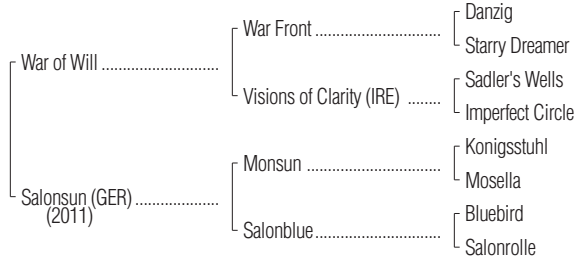 Danzig
War Front ..............................
Starry Dreamer
War of Will ............................
Sadler's Wells
Visions of Clarity (IRE) ........
Imperfect Circle
Konigsstuhl
Monsun ................................
Mosella
Salonsun (GER) .....................
(2011)
Bluebird
Salonblue..............................
Salonrolle